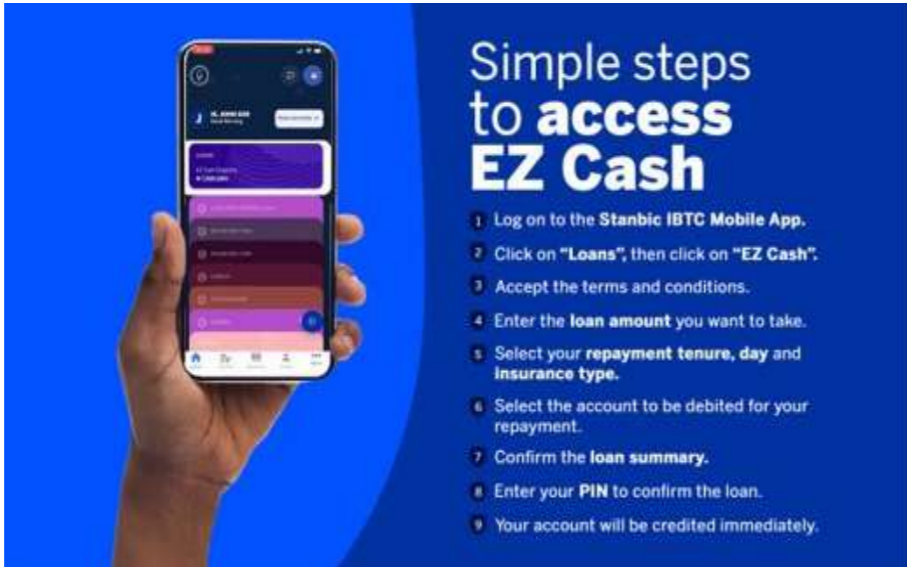 Simple steps
to access
EZ Cash
1 Log on to the Stanbic IBTC Mobile App.
2 Click on "Loans", then click on "EZ Cash".
3 Accept the terms and conditions.
4 Enter the loan amount you want to take.
5 Select your repayment tenure, day and
insurance type.
6 Select the account to be debited for your
repayment.
7 Confirm the loan summary.
8 Enter your PIN to confirm the loan.
9 Your account will be credited immediately.